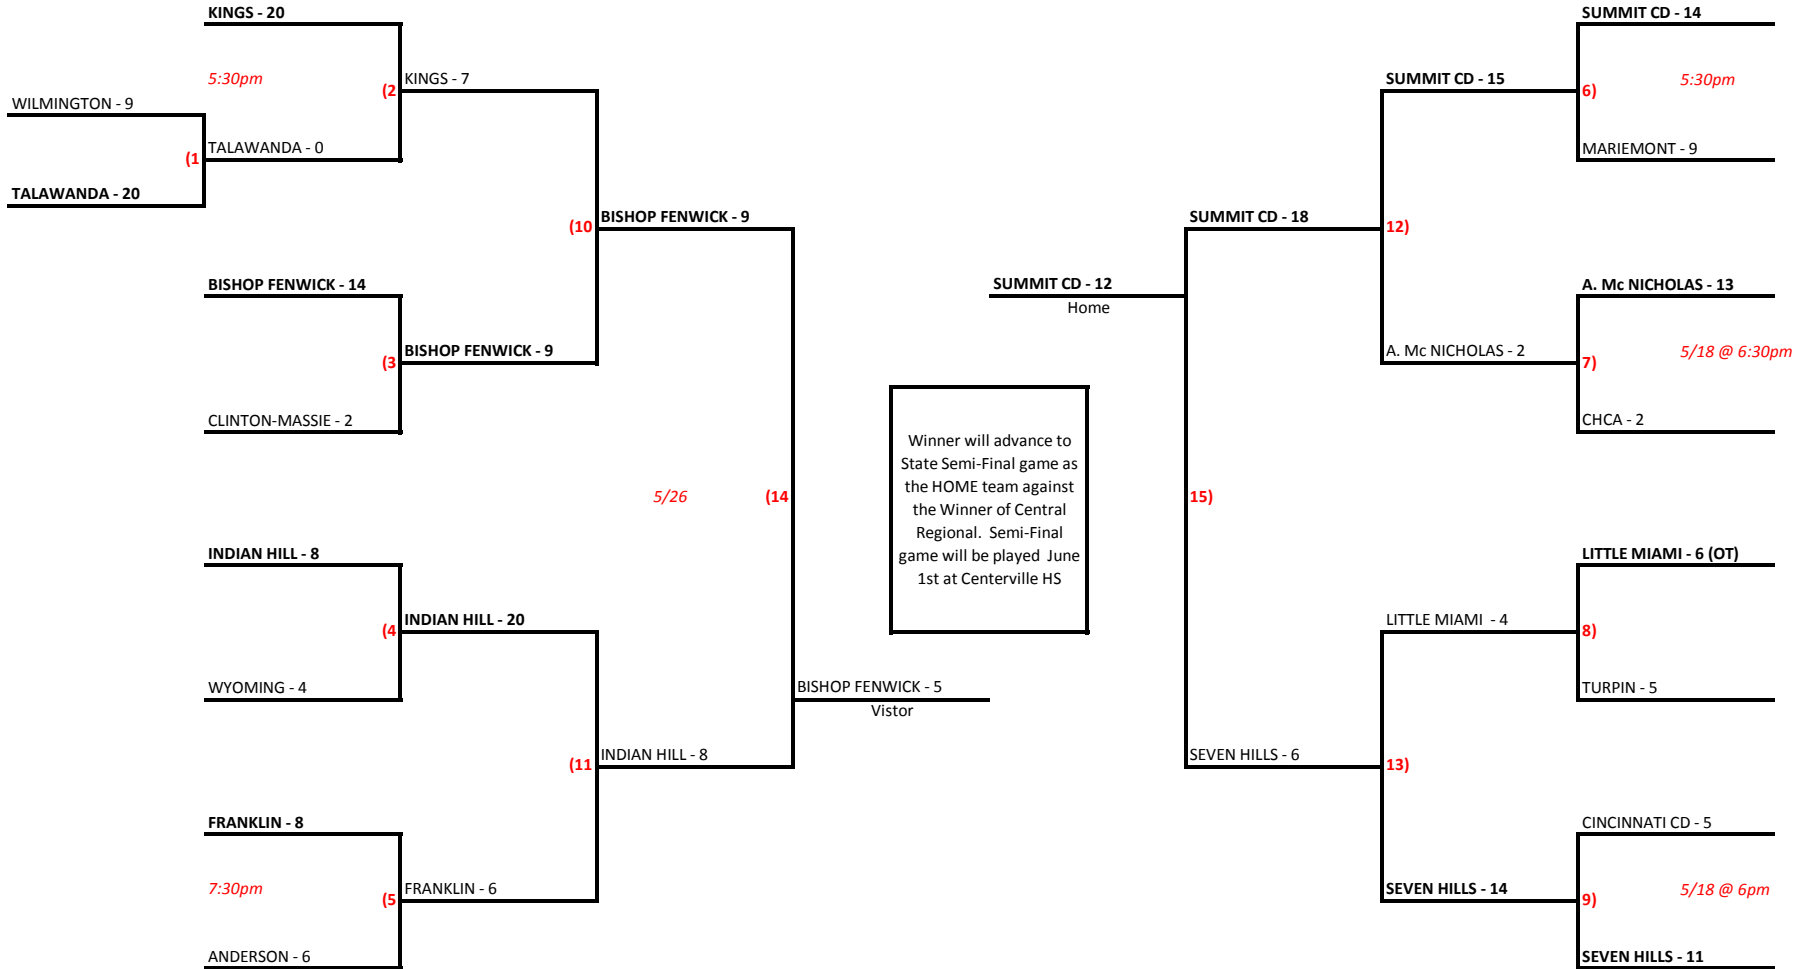 KINGS - 20
SUMMIT CD - 14
5:30pm
(2
KINGS - 7
SUMMIT CD - 15
6)
5:30pm
WILMINGTON - 9
(1
TALAWANDA - 0
MARIEMONT - 9
TALAWANDA - 20
(10
BISHOP FENWICK - 9
SUMMIT CD - 18
12)
BISHOP FENWICK - 14
SUMMIT CD - 12
Home
A. Mc NICHOLAS - 13
(3
BISHOP FENWICK - 9
A. Mc NICHOLAS - 2
7)
5/18 @ 6:30pm
CLINTON-MASSIE - 2
CHCA - 2
Winner will advance to
State Semi-Final game as
the HOME team against
the Winner of Central
Regional.  Semi-Final
game will be played  June
1st at Centerville HS
5/26
(14
15)
INDIAN HILL - 8
LITTLE MIAMI - 6 (OT)
(4
INDIAN HILL - 20
LITTLE MIAMI  - 4
8)
WYOMING - 4
BISHOP FENWICK - 5
Vistor
TURPIN - 5
(11
INDIAN HILL - 8
SEVEN HILLS - 6
13)
FRANKLIN - 8
CINCINNATI CD - 5
7:30pm
(5
FRANKLIN - 6
SEVEN HILLS - 14
9)
5/18 @ 6pm
ANDERSON - 6
SEVEN HILLS - 11